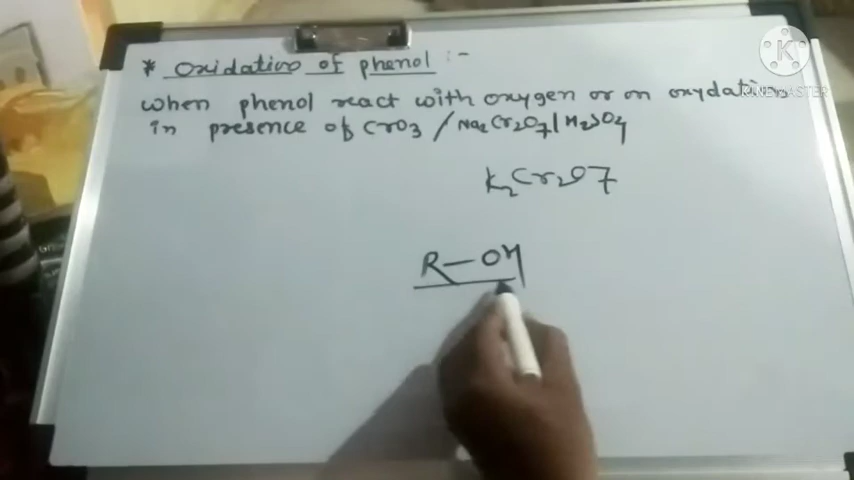 * Oxidation of phenol :-
when phenol react with oxygen or on oxydation
in presence of CrO3 / Na2Cr2O7 / H2SO4
K2Cr2O7
R-OH
K
KINEMASTER